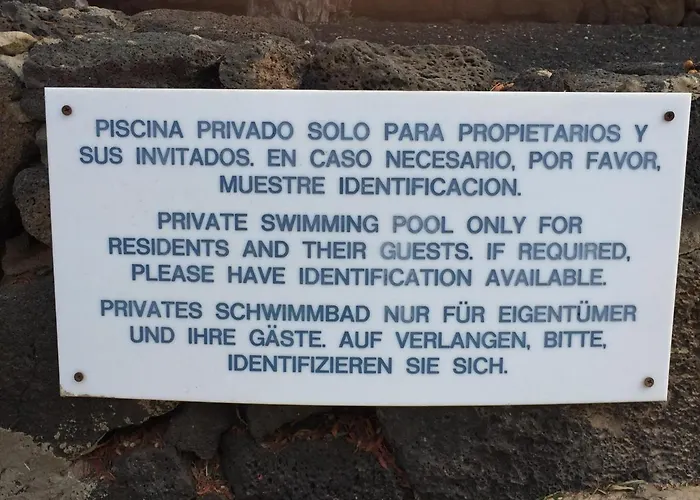 PISCINA PRIVADO SOLO PARA PROPIETARIOS Y
SUS INVITADOS. EN CASO NECESARIO, POR FAVOR,
MUESTRE IDENTIFICACION.
PRIVATE SWIMMING POOL ONLY FOR
RESIDENTS AND THEIR GUESTS. IF REQUIRED,
PLEASE HAVE IDENTIFICATION AVAILABLE.
PRIVATES SCHWIMMBAD NUR FÜR EIGENTÜMER
UND IHRE GÄSTE. AUF VERLANGEN, BITTE,
IDENTIFIZIEREN SIE SICH.